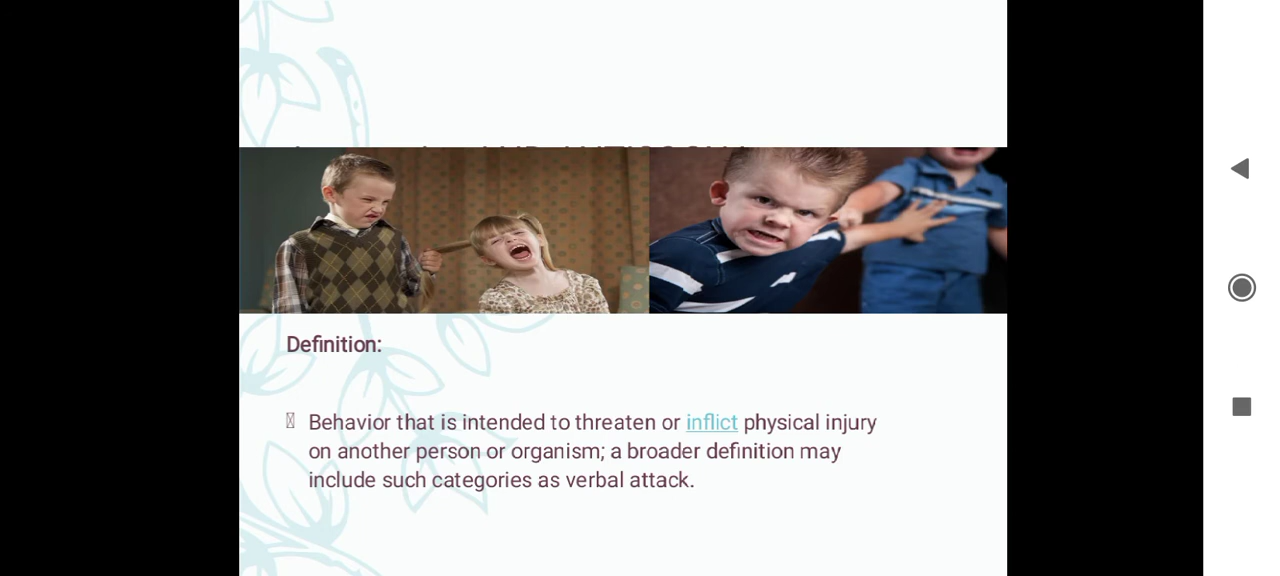 Definition:
Behavior that is intended to threaten or inflict physical injury
on another person or organism; a broader definition may
include such categories as verbal attack.